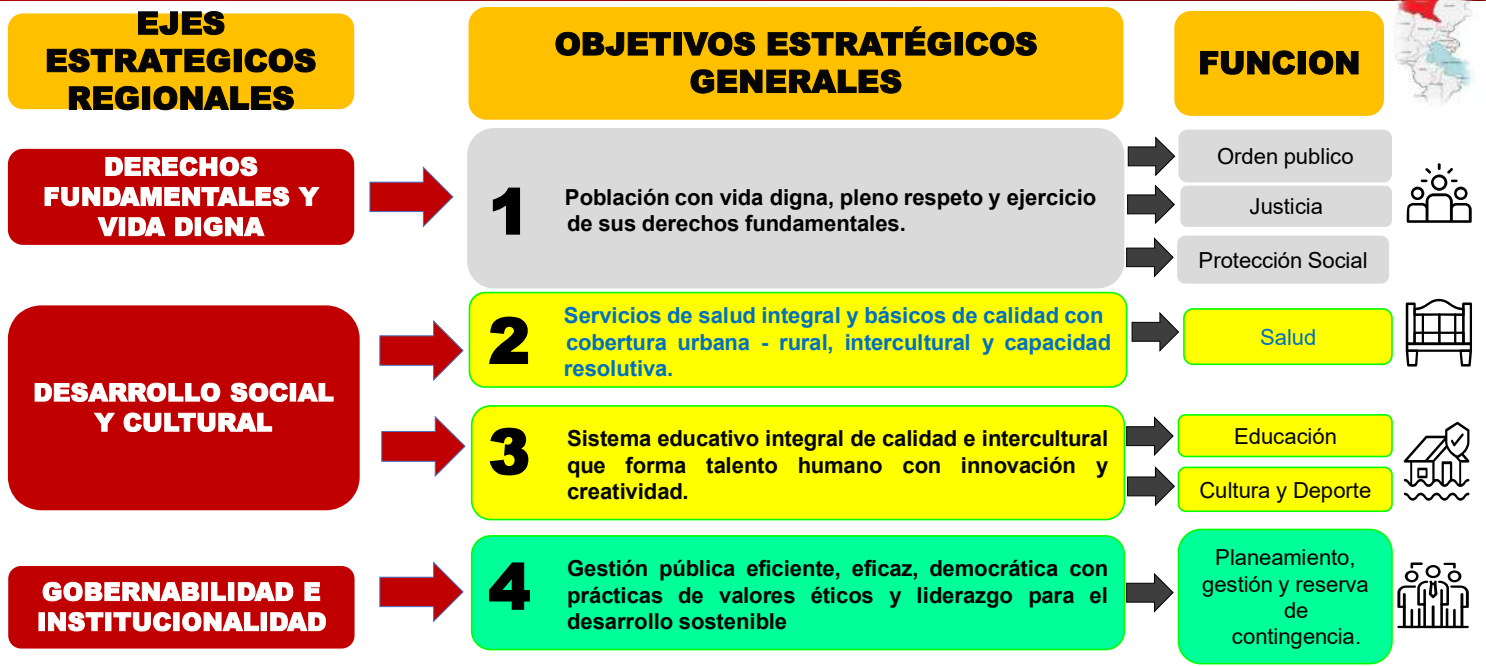 EJES
ESTRATEGICOS
REGIONALES
OBJETIVOS ESTRATÉGICOS
GENERALES
FUNCION
DERECHOS
FUNDAMENTALES Y
VIDA DIGNA
1
Población con vida digna, pleno respeto y ejercicio
de sus derechos fundamentales.
Orden publico
Justicia
Protección Social
DESARROLLO SOCIAL
Y CULTURAL
2
Servicios de salud integral y básicos de calidad con
cobertura urbana - rural, intercultural y capacidad
resolutiva.
Salud
3
Sistema educativo integral de calidad e intercultural
que forma talento humano con innovación y
creatividad.
Educación
Cultura y Deporte
GOBERNABILIDAD E
INSTITUCIONALIDAD
4
Gestión pública eficiente, eficaz, democrática con
prácticas de valores éticos y liderazgo para el
desarrollo sostenible
Planeamiento,
gestión y reserva
de
contingencia.